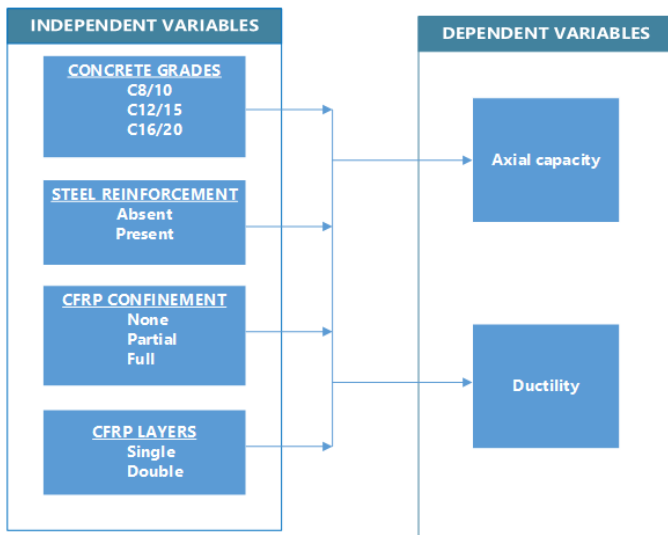 INDEPENDENT VARIABLES
CONCRETE GRADES
C8/10
C12/15
C16/20
STEEL REINFORCEMENT
Absent
Present
CFRP CONFINEMENT
None
Partial
Full
CFRP LAYERS
Single
Double
DEPENDENT VARIABLES
Axial capacity
Ductility